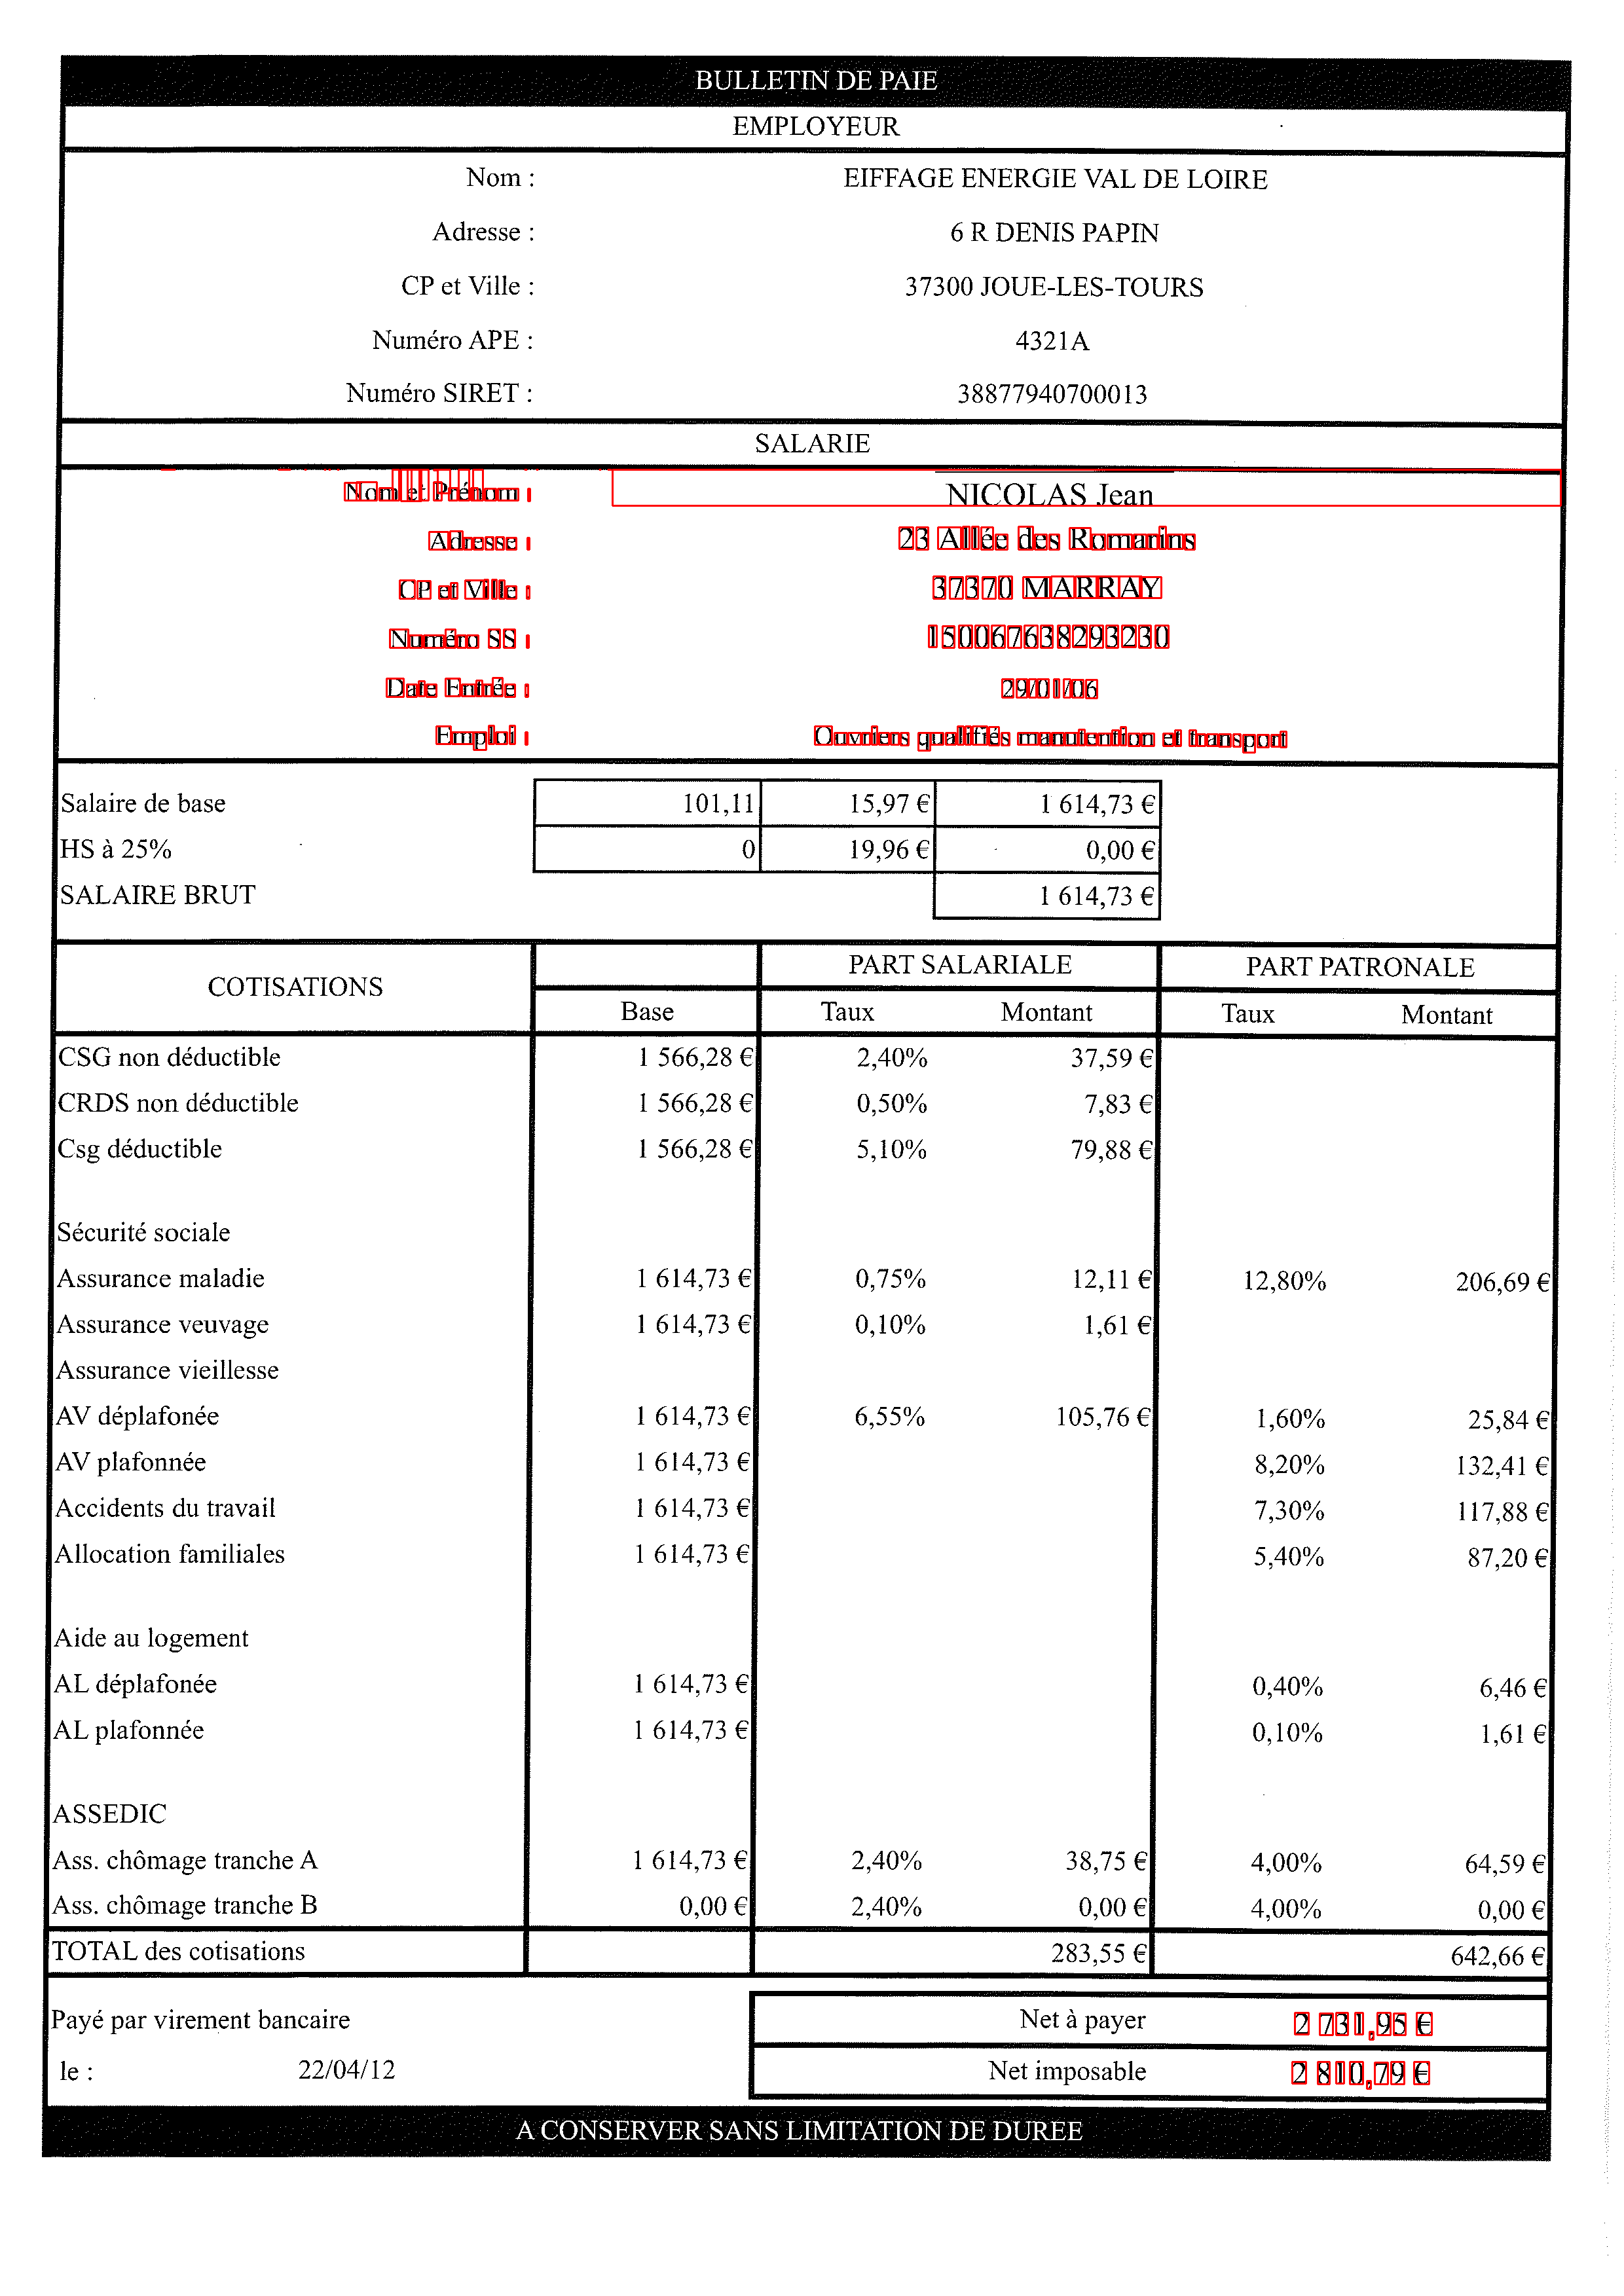 BULLETIN DE PAIE
EMPLOYEUR
Nom : EIFFAGE ENERGIE VAL DE LOIRE
Adresse : 6 R DENIS PAPIN
CP et Ville : 37300 JOUE-LES-TOURS
Numéro APE : 4321A
Numéro SIRET : 38877940700013
SALARIE
Nom et Prénom : NICOLAS Jean
Adresse : 23 Allée des Romarins
CP et Ville : 37370 MARRAY
Numéro SS : 150067638293230
Date Entrée : 29/01/06
Emploi : Ouvriers qualifiés manutention et transport
Salaire de base 101,11 15,97 € 1 614,73 €
HS à 25% 0 19,96 € 0,00 €
SALAIRE BRUT 1 614,73 €
COTISATIONS PART SALARIALE PART PATRONALE
Base Taux Montant Taux Montant
CSG non déductible 1 566,28 € 2,40% 37,59 €
CRDS non déductible 1 566,28 € 0,50% 7,83 €
Csg déductible 1 566,28 € 5,10% 79,88 €
Sécurité sociale
Assurance maladie 1 614,73 € 0,75% 12,11 € 12,80% 206,69 €
Assurance veuvage 1 614,73 € 0,10% 1,61 €
Assurance vieillesse
AV déplafonée 1 614,73 € 6,55% 105,76 € 1,60% 25,84 €
AV plafonnée 1 614,73 € 8,20% 132,41 €
Accidents du travail 1 614,73 € 7,30% 117,88 €
Allocation familiales 1 614,73 € 5,40% 87,20 €
Aide au logement
AL déplafonée 1 614,73 € 0,40% 6,46 €
AL plafonnée 1 614,73 € 0,10% 1,61 €
ASSEDIC
Ass. chômage tranche A 1 614,73 € 2,40% 38,75 € 4,00% 64,59 €
Ass. chômage tranche B 0,00 € 2,40% 0,00 € 4,00% 0,00 €
TOTAL des cotisations 283,55 € 642,66 €
Payé par virement bancaire Net à payer 2 731,95 €
le : 22/04/12 Net imposable 2 810,79 €
A CONSERVER SANS LIMITATION DE DUREE